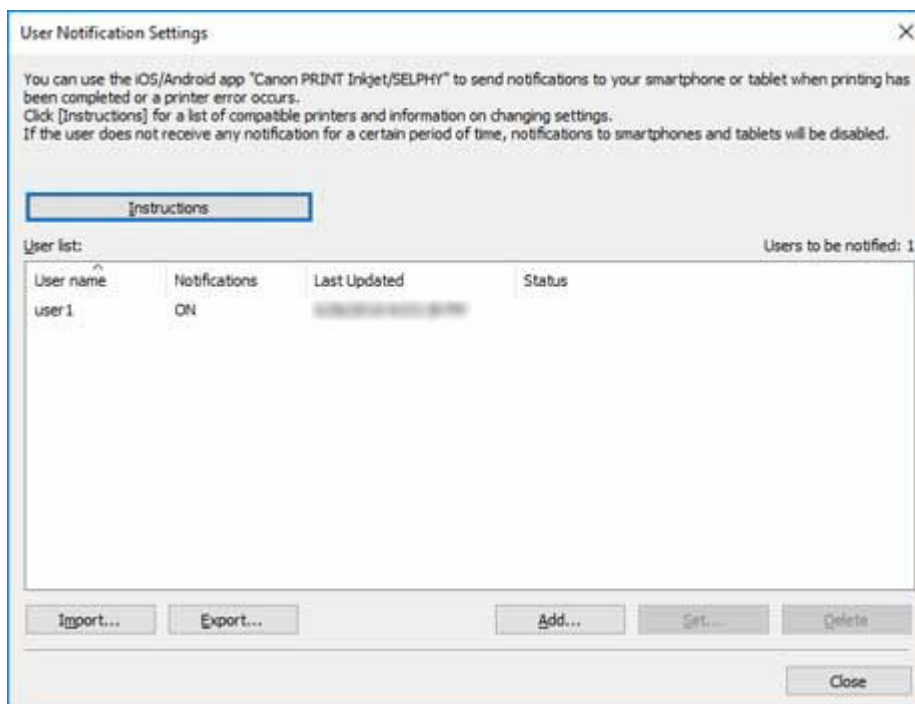 User Notification Settings
You can use the iOS/Android app "Canon PRINT Inkjet/SELPHY" to send notifications to your smartphone or tablet when printing has
been completed or a printer error occurs.
Click [Instructions] for a list of compatible printers and information on changing settings.
If the user does not receive any notification for a certain period of time, notifications to smartphones and tablets will be disabled.
Instructions
User list: Users to be notified: 1
User name Notifications Last Updated Status
user1 ON
Import... Export... Add... Set... Delete
Close